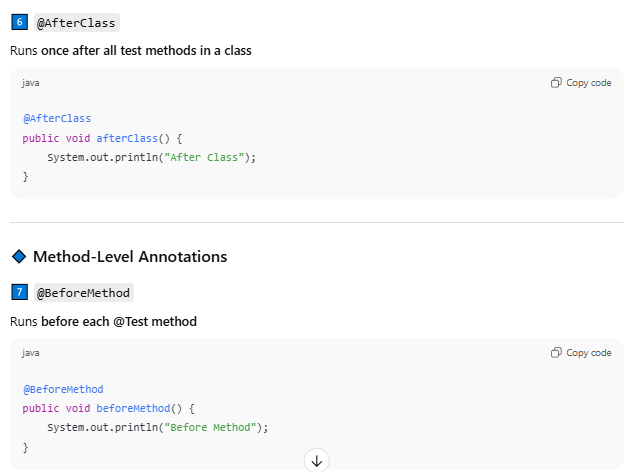 6 @AfterClass
Runs once after all test methods in a class
java Copy code
@AfterClass
public void afterClass() {
    System.out.println("After Class");
}
Method-Level Annotations
7 @BeforeMethod
Runs before each @Test method
java Copy code
@BeforeMethod
public void beforeMethod() {
    System.out.println("Before Method");
}